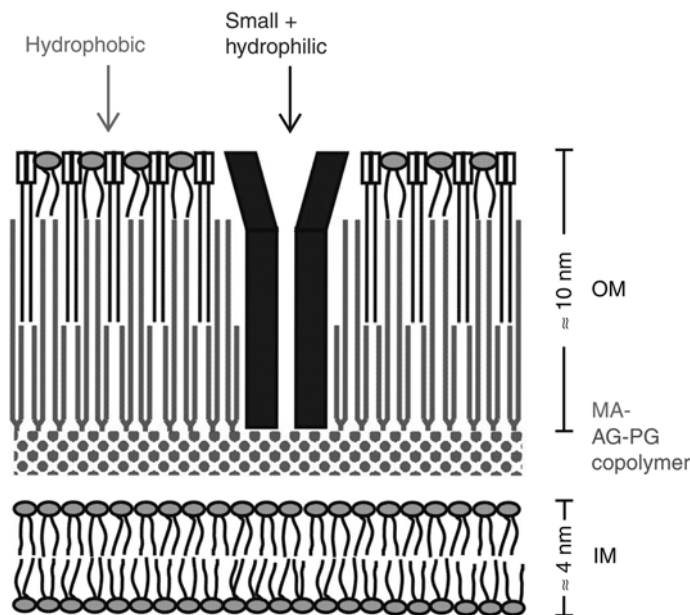 Hydrophobic
Small +
hydrophilic
≈ 10 nm
OM
MA-
AG-PG
copolymer
≈ 4 nm
IM